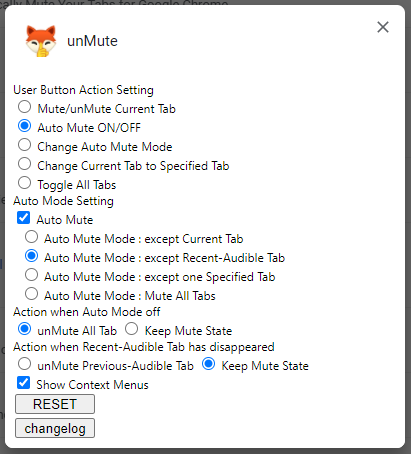 cally Mute Your Tabs for Google Chrome
unMute
User Button Action Setting
Mute/unMute Current Tab
Auto Mute ON/OFF
Change Auto Mute Mode
Change Current Tab to Specified Tab
Toggle All Tabs
Auto Mode Setting
Auto Mute
Auto Mute Mode : except Current Tab
Auto Mute Mode : except Recent-Audible Tab
Auto Mute Mode : except one Specified Tab
Auto Mute Mode : Mute All Tabs
Action when Auto Mode off
unMute All Tab Keep Mute State
Action when Recent-Audible Tab has disappeared
unMute Previous-Audible Tab Keep Mute State
Show Context Menus
RESET
changelog